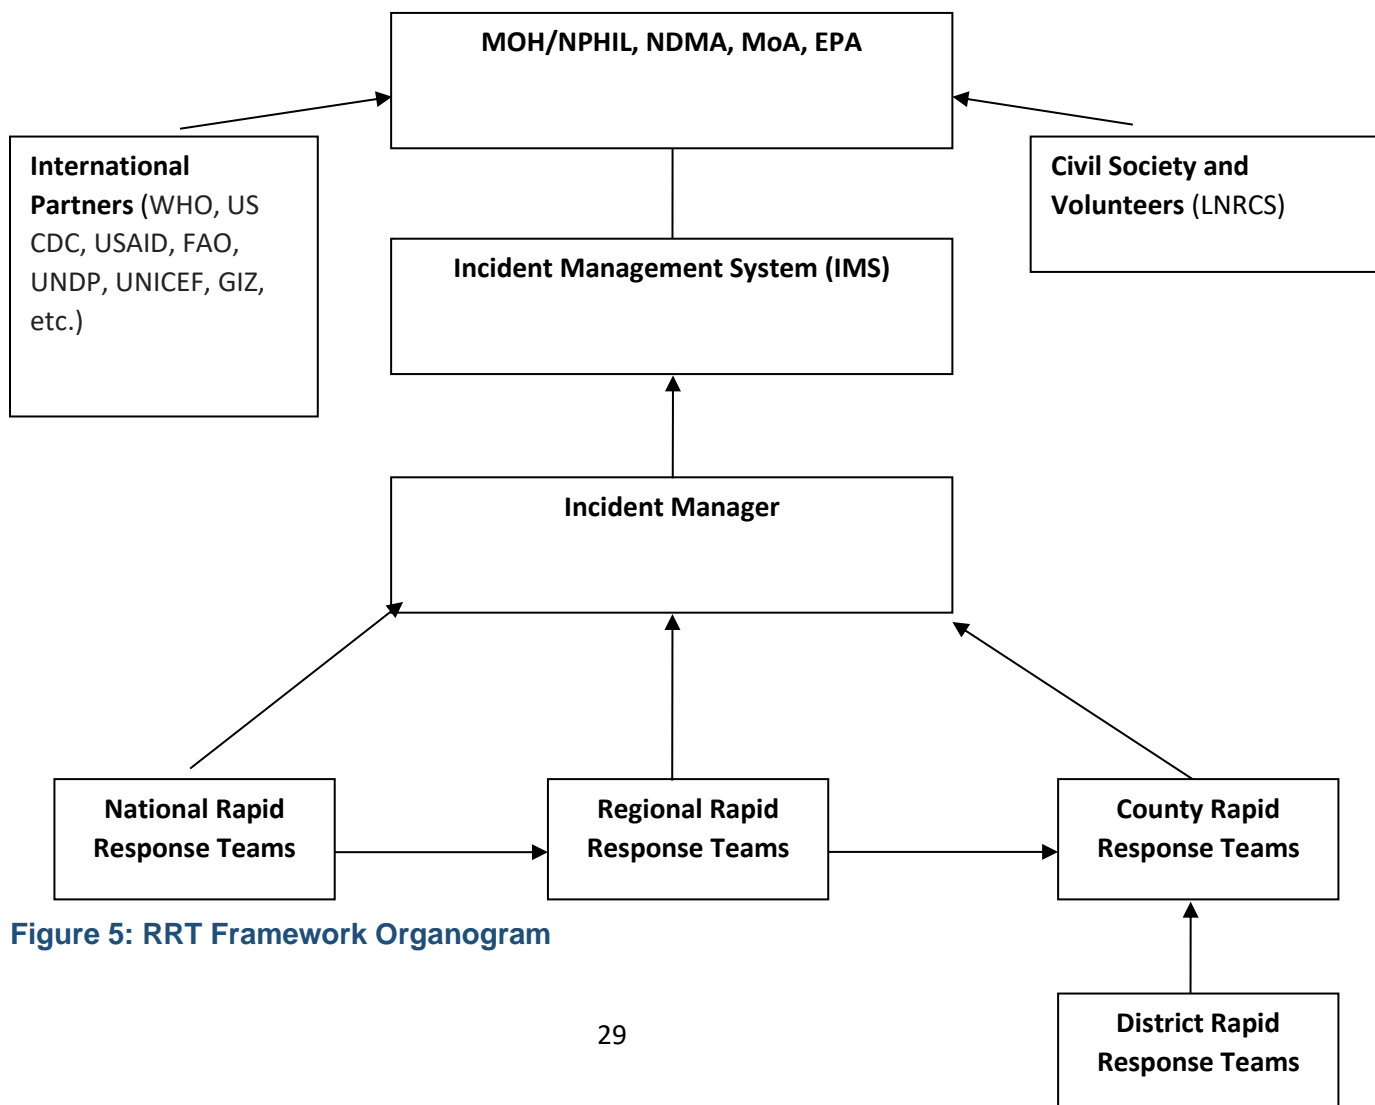 MOH/NPHIL, NDMA, MoA, EPA
International
Partners (WHO, US
CDC, USAID, FAO,
UNDP, UNICEF, GIZ,
etc.)
Civil Society and
Volunteers (LNRCS)
Incident Management System (IMS)
Incident Manager
National Rapid
Response Teams
Regional Rapid
Response Teams
County Rapid
Response Teams
Figure 5: RRT Framework Organogram
District Rapid
Response Teams
29